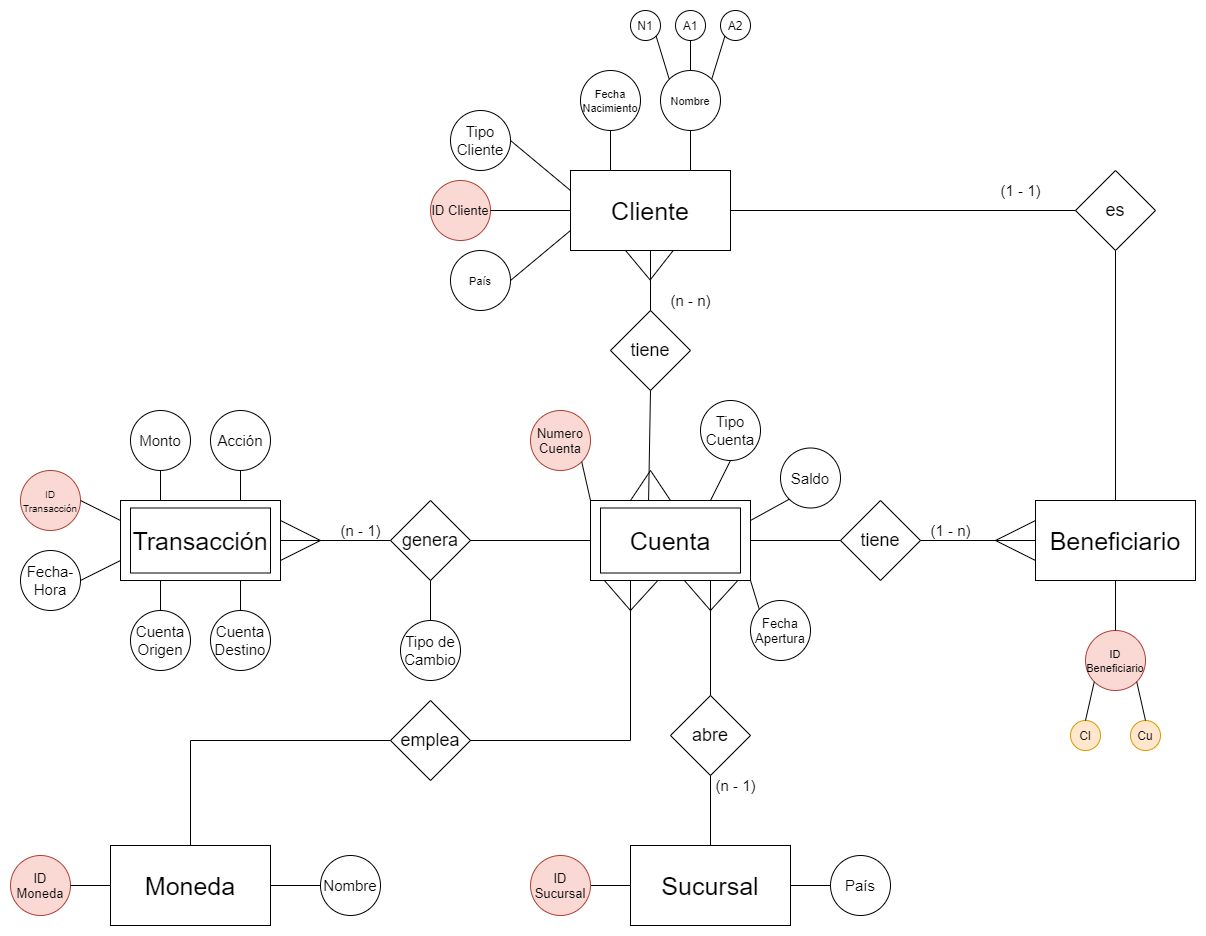 N1
A1
A2
Fecha
Nacimiento
Nombre
Tipo
Cliente
ID Cliente
Cliente
(1 - 1)
es
País
(n - n)
tiene
Numero
Cuenta
Tipo
Cuenta
Monto
Acción
Saldo
ID
Transacción
Transacción
(n - 1)
genera
Cuenta
tiene
(1 - n)
Beneficiario
Fecha-
Hora
Cuenta
Origen
Cuenta
Destino
Tipo de
Cambio
Fecha
Apertura
ID
Beneficiario
emplea
abre
Cl
Cu
(n - 1)
ID
Moneda
Moneda
Nombre
ID
Sucursal
Sucursal
País